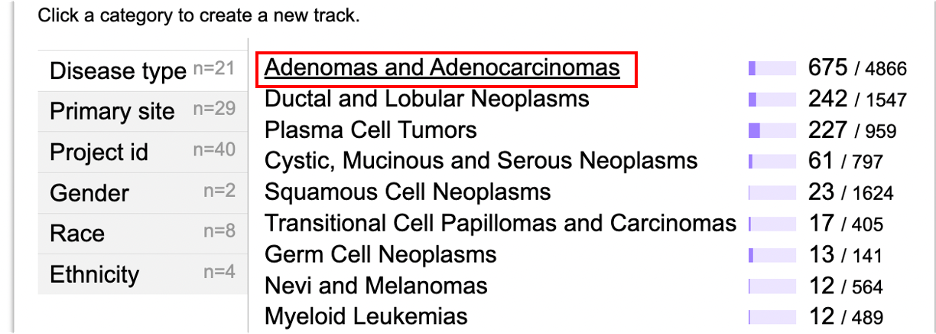 Click a category to create a new track.
Disease type n=21
Primary site n=29
Project id n=40
Gender n=2
Race n=8
Ethnicity n=4
Adenomas and Adenocarcinomas 675 / 4866
Ductal and Lobular Neoplasms 242 / 1547
Plasma Cell Tumors 227 / 959
Cystic, Mucinous and Serous Neoplasms 61 / 797
Squamous Cell Neoplasms 23 / 1624
Transitional Cell Papillomas and Carcinomas 17 / 405
Germ Cell Neoplasms 13 / 141
Nevi and Melanomas 12 / 564
Myeloid Leukemias 12 / 489